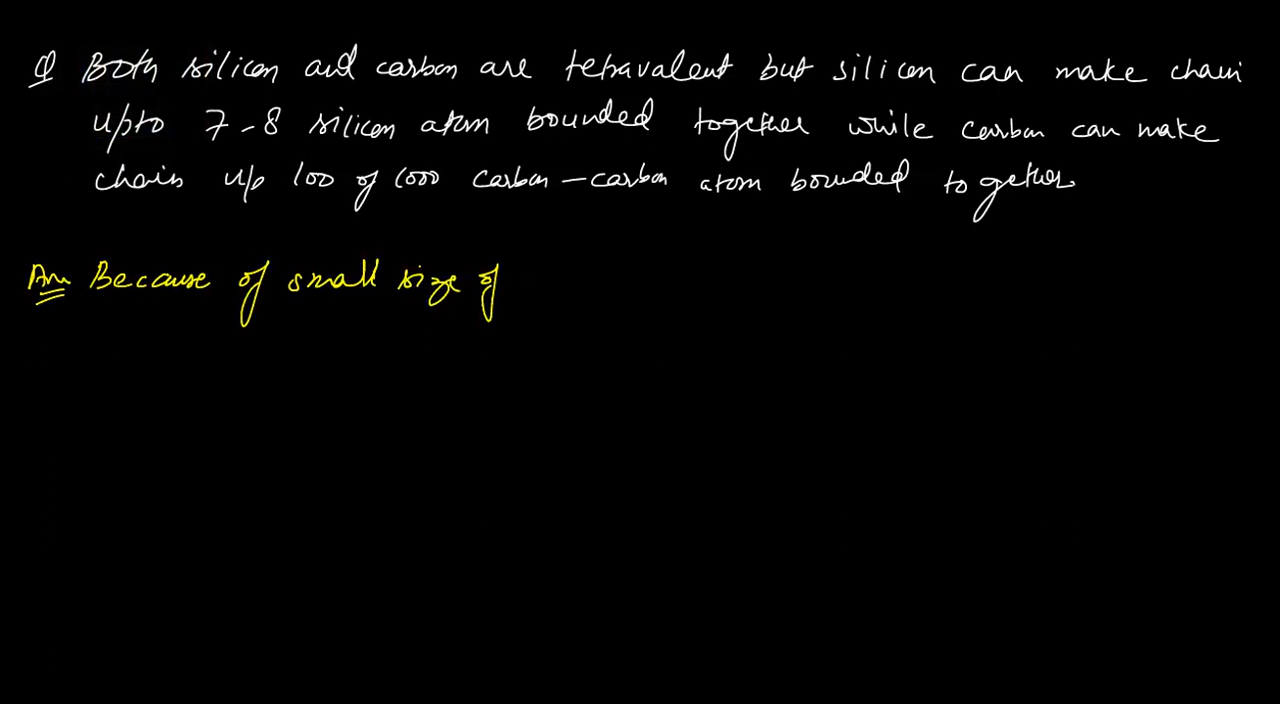 Q Both silicon and carbon are tetravalent but silicon can make chain
upto 7-8 silicon atom bounded together while carbon can make
chain up 100 of 1000 carbon-carbon atom bounded together
Ans Because of small size of